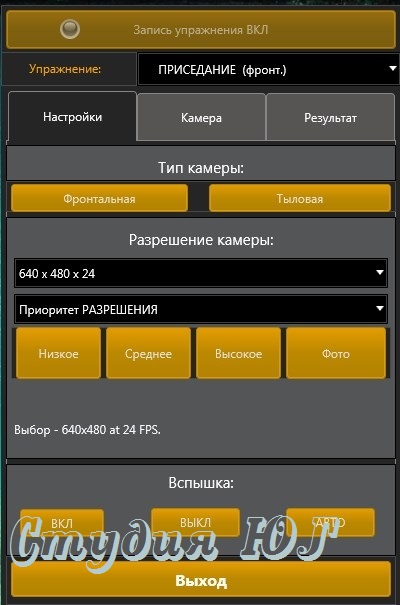 Запись упражнения ВКЛ
Упражнение: ПРИСЕДАНИЕ (фронт.)
Настройки Камера Результат
Тип камеры:
Фронтальная Тыловая
Разрешение камеры:
640 x 480 x 24
Приоритет РАЗРЕШЕНИЯ
Низкое Среднее Высокое Фото
Выбор - 640x480 at 24 FPS.
Вспышка:
ВКЛ ВЫКЛ АВТО
Студия ЮЛ
Выход